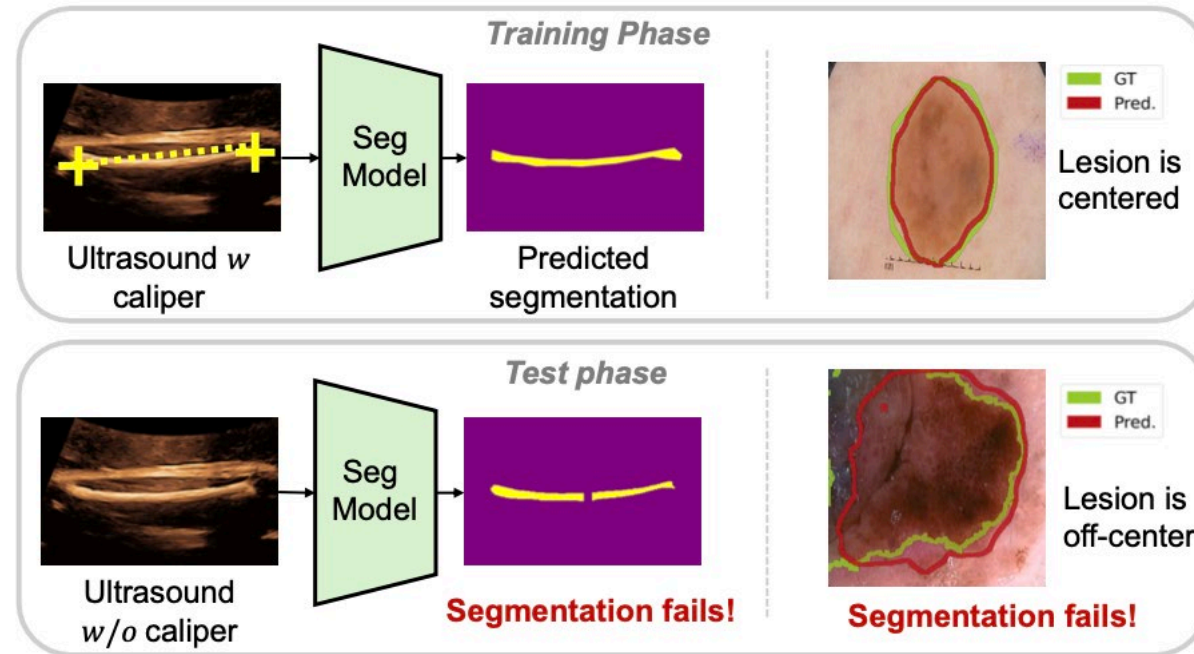 Training Phase
Seg
Model
Ultrasound w
caliper
Predicted
segmentation
GT
Pred.
Lesion is
centered
Test phase
Seg
Model
Ultrasound
w/o caliper
Segmentation fails!
GT
Pred.
Lesion is
off-center
Segmentation fails!